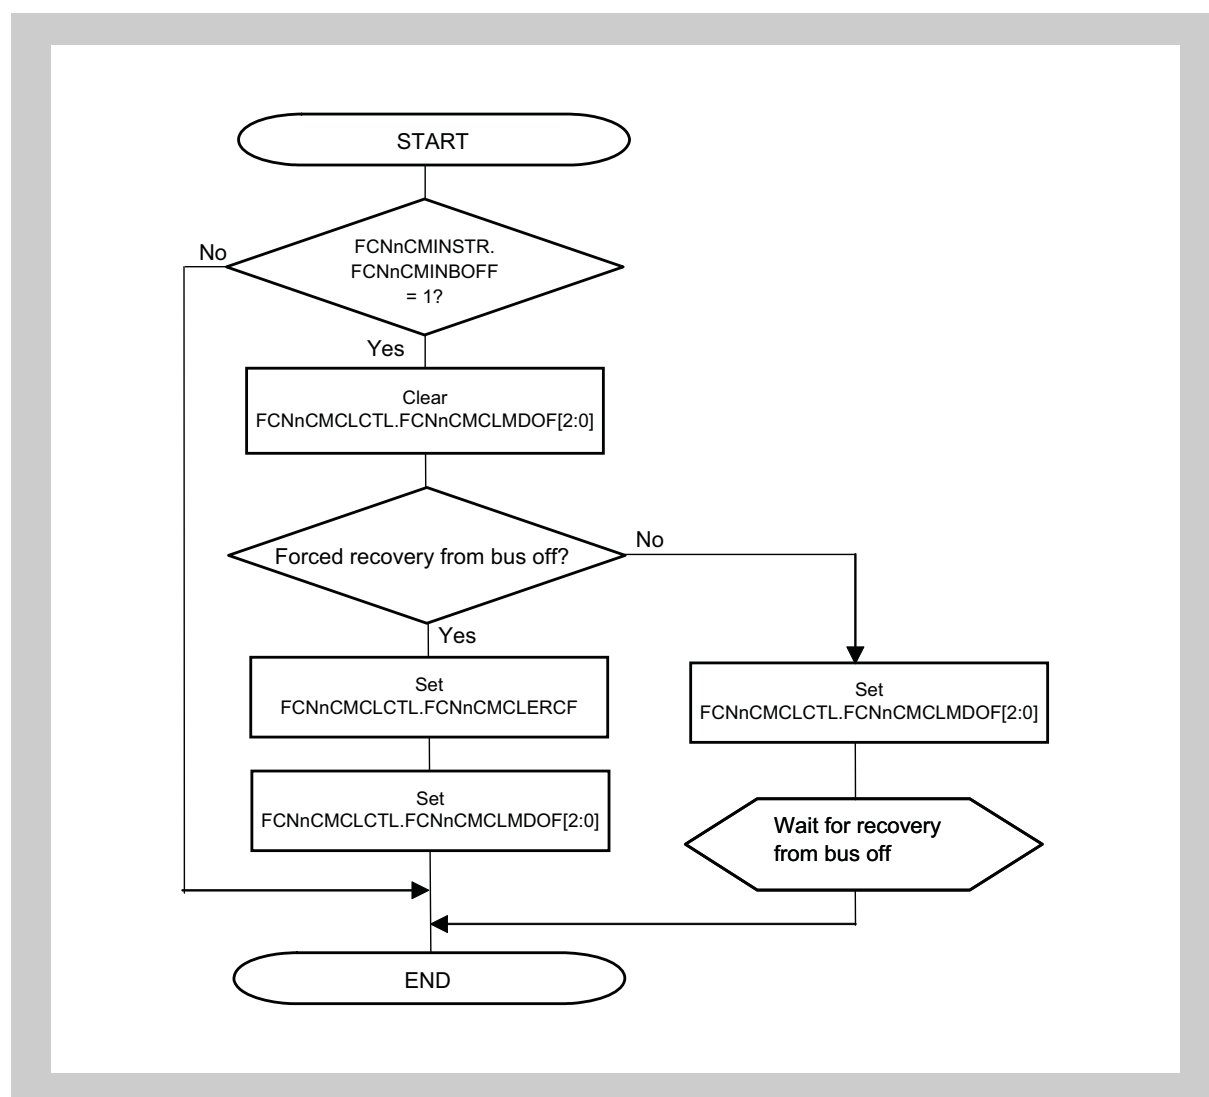 START
No
FCNnCMINSTR.
FCNnCMINBOFF
= 1?
Yes
Clear
FCNnCMCLCTL.FCNnCMCLMDOF[2:0]
Forced recovery from bus off?
No
Yes
Set
FCNnCMCLCTL.FCNnCMCLERCF
Set
FCNnCMCLCTL.FCNnCMCLMDOF[2:0]
Set
FCNnCMCLCTL.FCNnCMCLMDOF[2:0]
Wait for recovery
from bus off
END